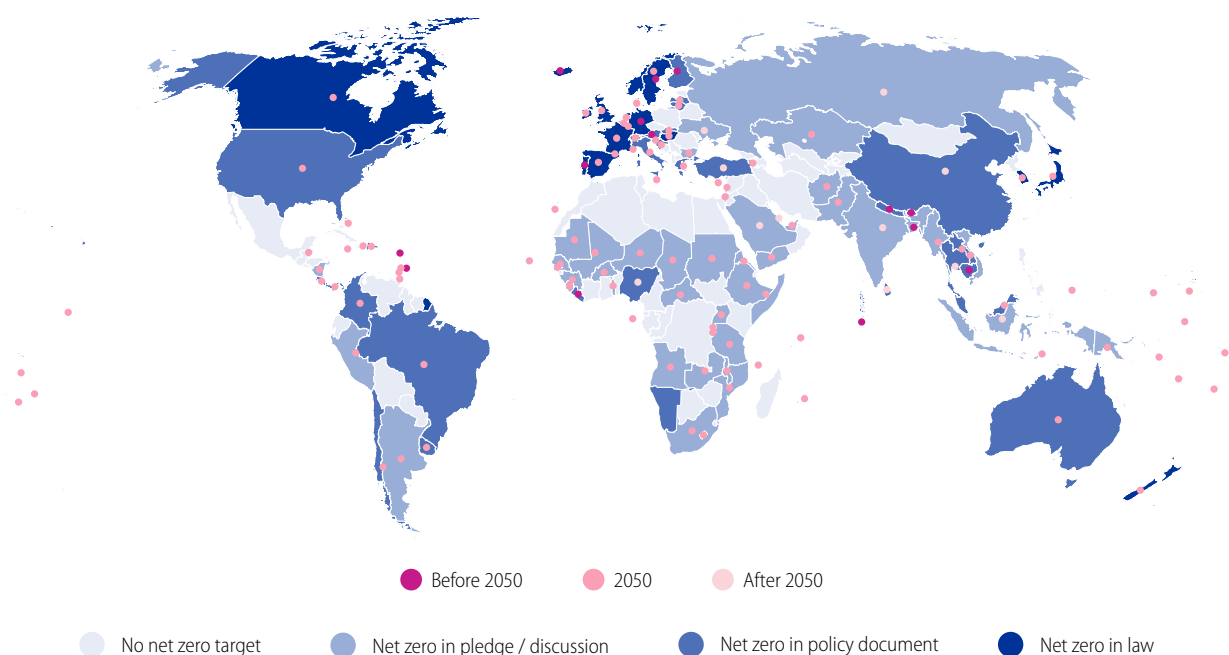 Before 2050
2050
After 2050
No net zero target
Net zero in pledge / discussion
Net zero in policy document
Net zero in law